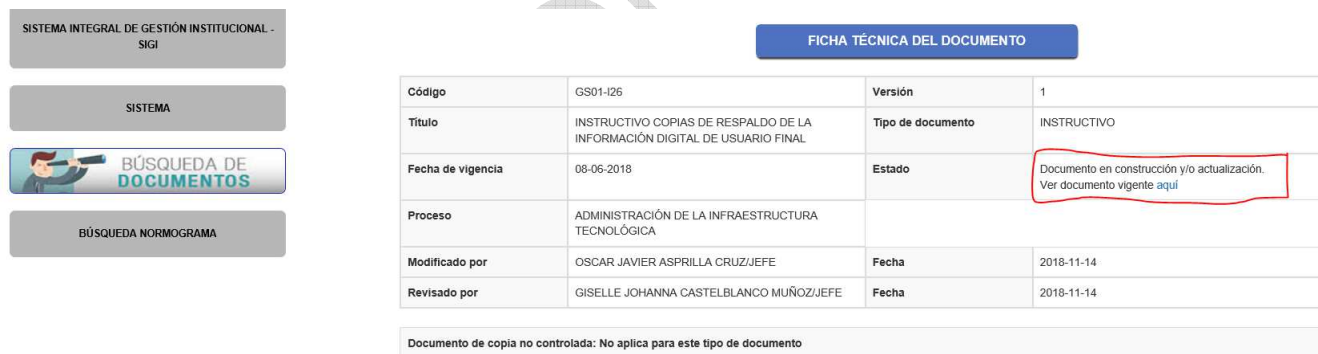 SISTEMA INTEGRAL DE GESTIÓN INSTITUCIONAL -
SIGI
SISTEMA
BÚSQUEDA DE
DOCUMENTOS
BÚSQUEDA NORMOGRAMA
FICHA TÉCNICA DEL DOCUMENTO
Código GS01-I26 Versión 1
Título INSTRUCTIVO COPIAS DE RESPALDO DE LA
INFORMACIÓN DIGITAL DE USUARIO FINAL Tipo de documento INSTRUCTIVO
Fecha de vigencia 08-06-2018 Estado Documento en construcción y/o actualización.
Ver documento vigente aquí
Proceso ADMINISTRACIÓN DE LA INFRAESTRUCTURA
TECNOLÓGICA
Modificado por OSCAR JAVIER ASPRILLA CRUZ/JEFE Fecha 2018-11-14
Revisado por GISELLE JOHANNA CASTELBLANCO MUÑOZ/JEFE Fecha 2018-11-14
Documento de copia no controlada: No aplica para este tipo de documento